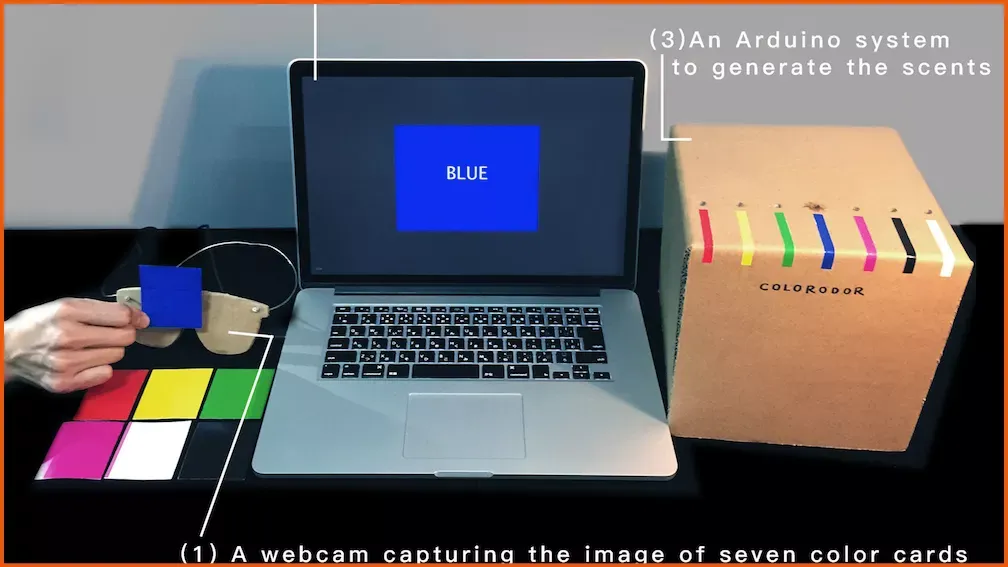 (3)An Arduino system
to generate the scents
BLUE
COLORODOR
(1) A webcam capturing the image of seven color cards